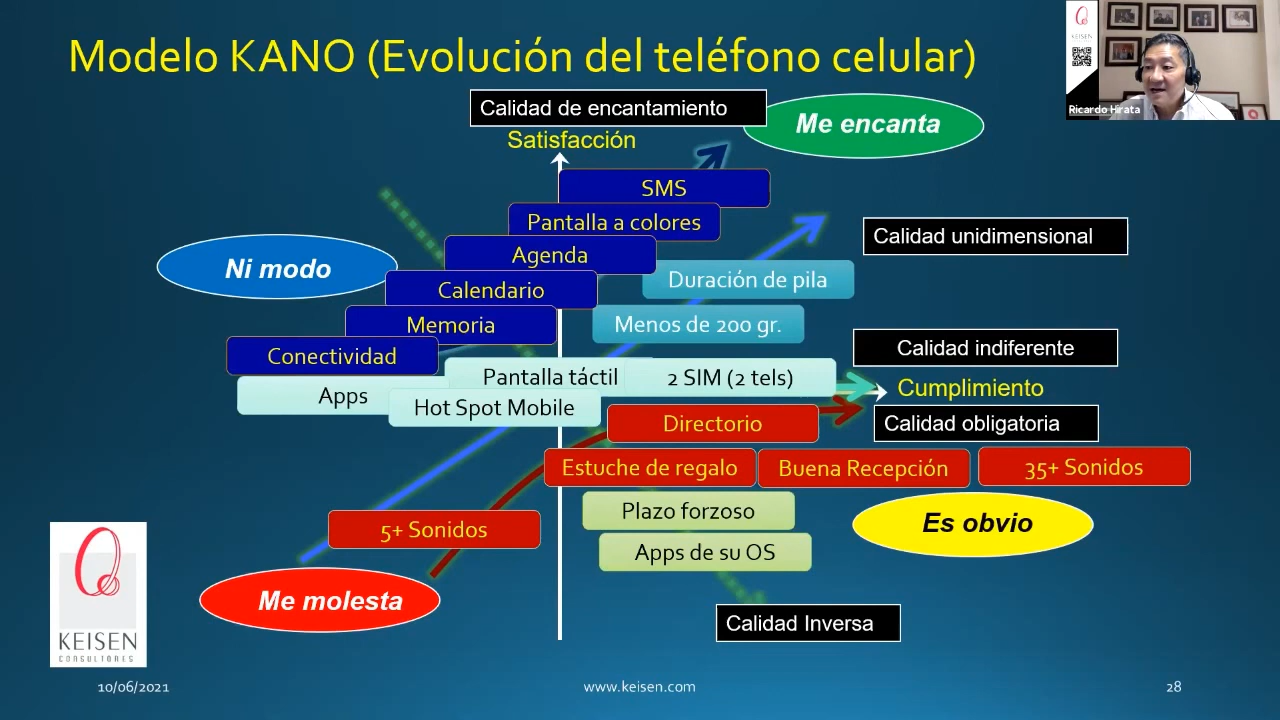 Modelo KANO (Evolución del teléfono celular)
KEISEN
Ricardo Hirata
Calidad de encantamiento
Me encanta
Satisfacción
SMS
Pantalla a colores
Calidad unidimensional
Agenda
Ni modo
Duración de pila
Calendario
Memoria
Menos de 200 gr.
Conectividad
Calidad indiferente
Pantalla táctil
2 SIM (2 tels)
Cumplimiento
Apps
Hot Spot Mobile
Directorio
Calidad obligatoria
Estuche de regalo
Buena Recepción
35+ Sonidos
Plazo forzoso
Es obvio
5+ Sonidos
Apps de su OS
Me molesta
Calidad Inversa
KEISEN
CONSULTORES
10/06/2021
www.keisen.com
28